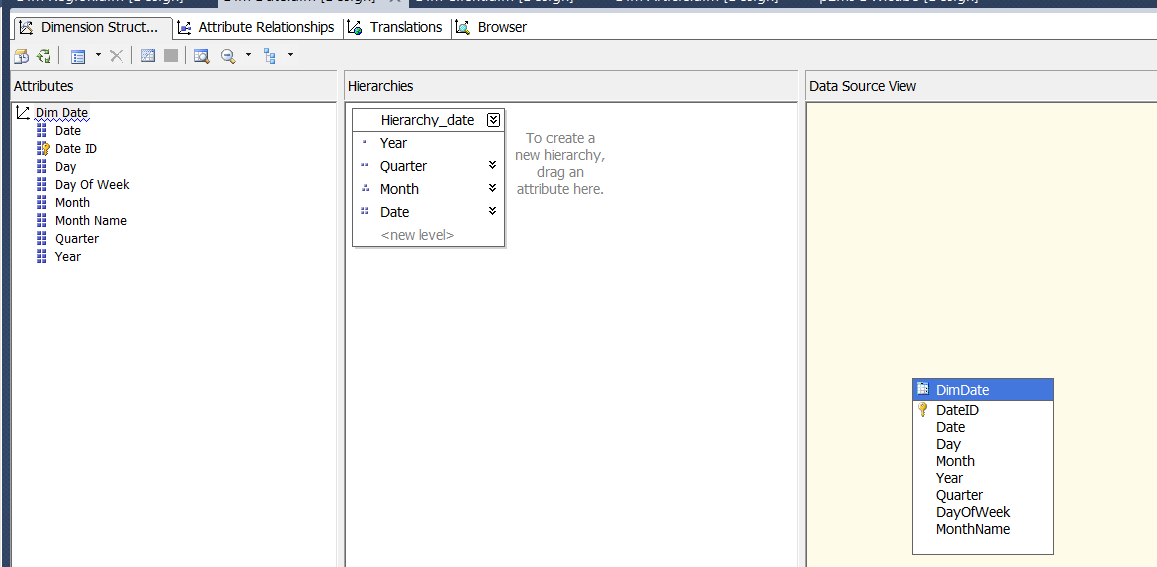 Dimension Struct...
Attribute Relationships
Translations
Browser
Attributes
Dim Date
Date
Date ID
Day
Day Of Week
Month
Month Name
Quarter
Year
Hierarchies
Hierarchy_date
Year
Quarter
Month
Date
<new level>
To create a
new hierarchy,
drag an
attribute here.
Data Source View
DimDate
DateID
Date
Day
Month
Year
Quarter
DayOfWeek
MonthName